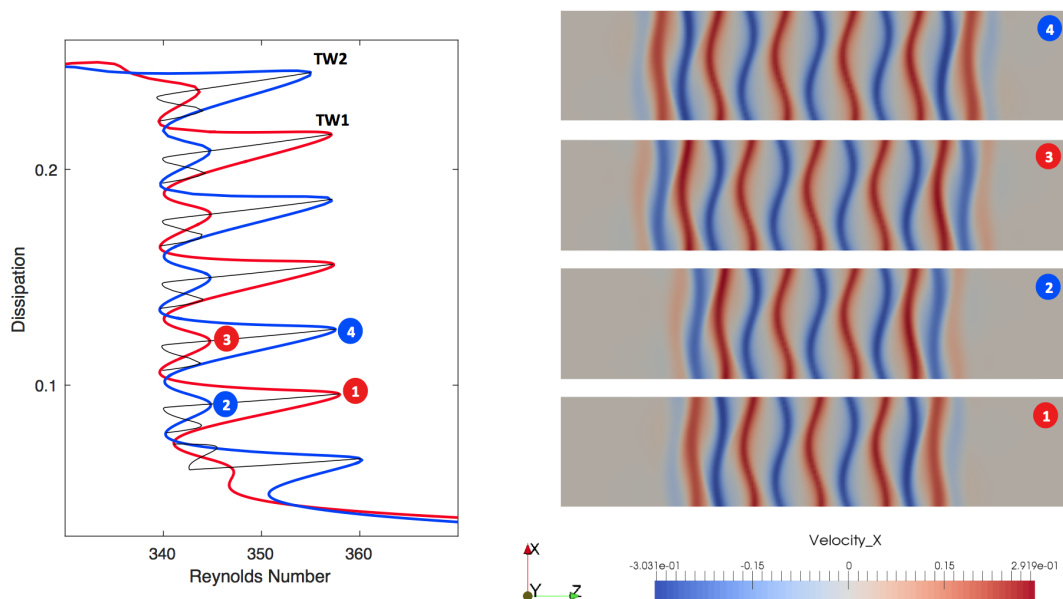 TW2
TW1
0.2
0.1
Dissipation
3
4
1
2
340
350
360
Reynolds Number
4
3
2
1
Velocity_X
-3.031e-01
-0.15
0
0.15
2.919e-01
X
Y
Z